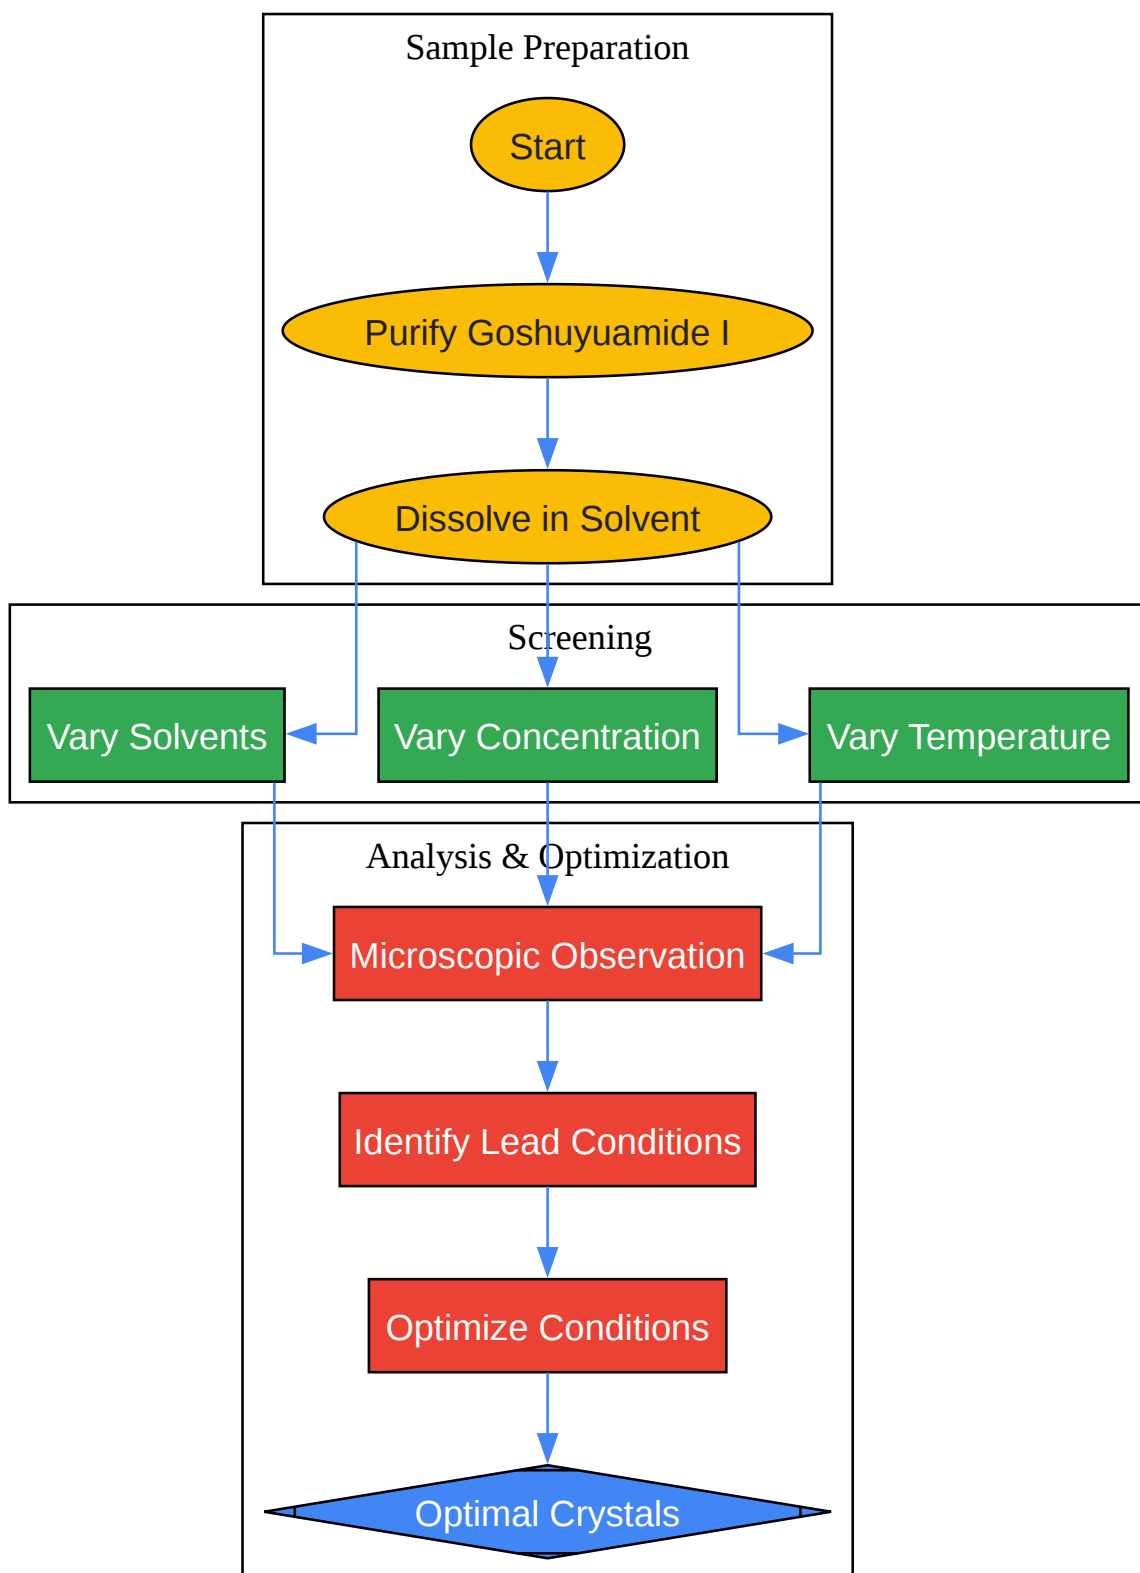 Sample Preparation
Start
Purify Goshuyuamide I
Dissolve in Solvent
Screening
Vary Solvents
Vary Concentration
Vary Temperature
Analysis & Optimization
Microscopic Observation
Identify Lead Conditions
Optimize Conditions
Optimal Crystals